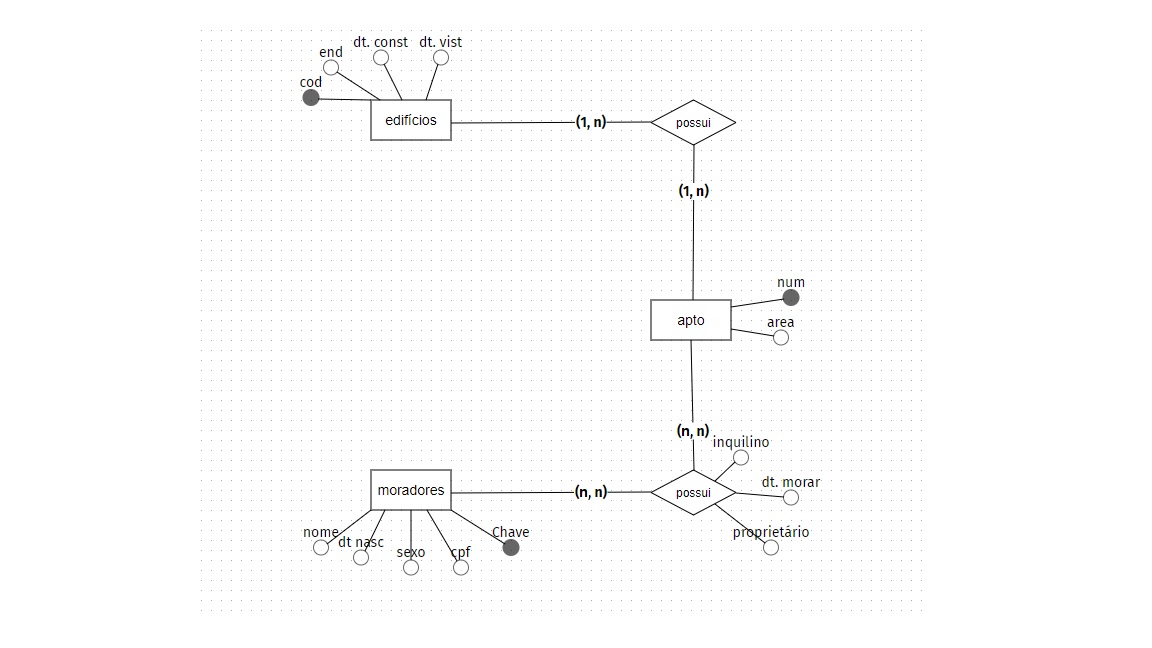 dt. const
dt. vist
end
cod
edifícios
(1, n)
possui
(1, n)
num
apto
area
(n, n)
inquilino
moradores
(n, n)
possui
dt. morar
nome
dt nasc
sexo
cpf
Chave
proprietário